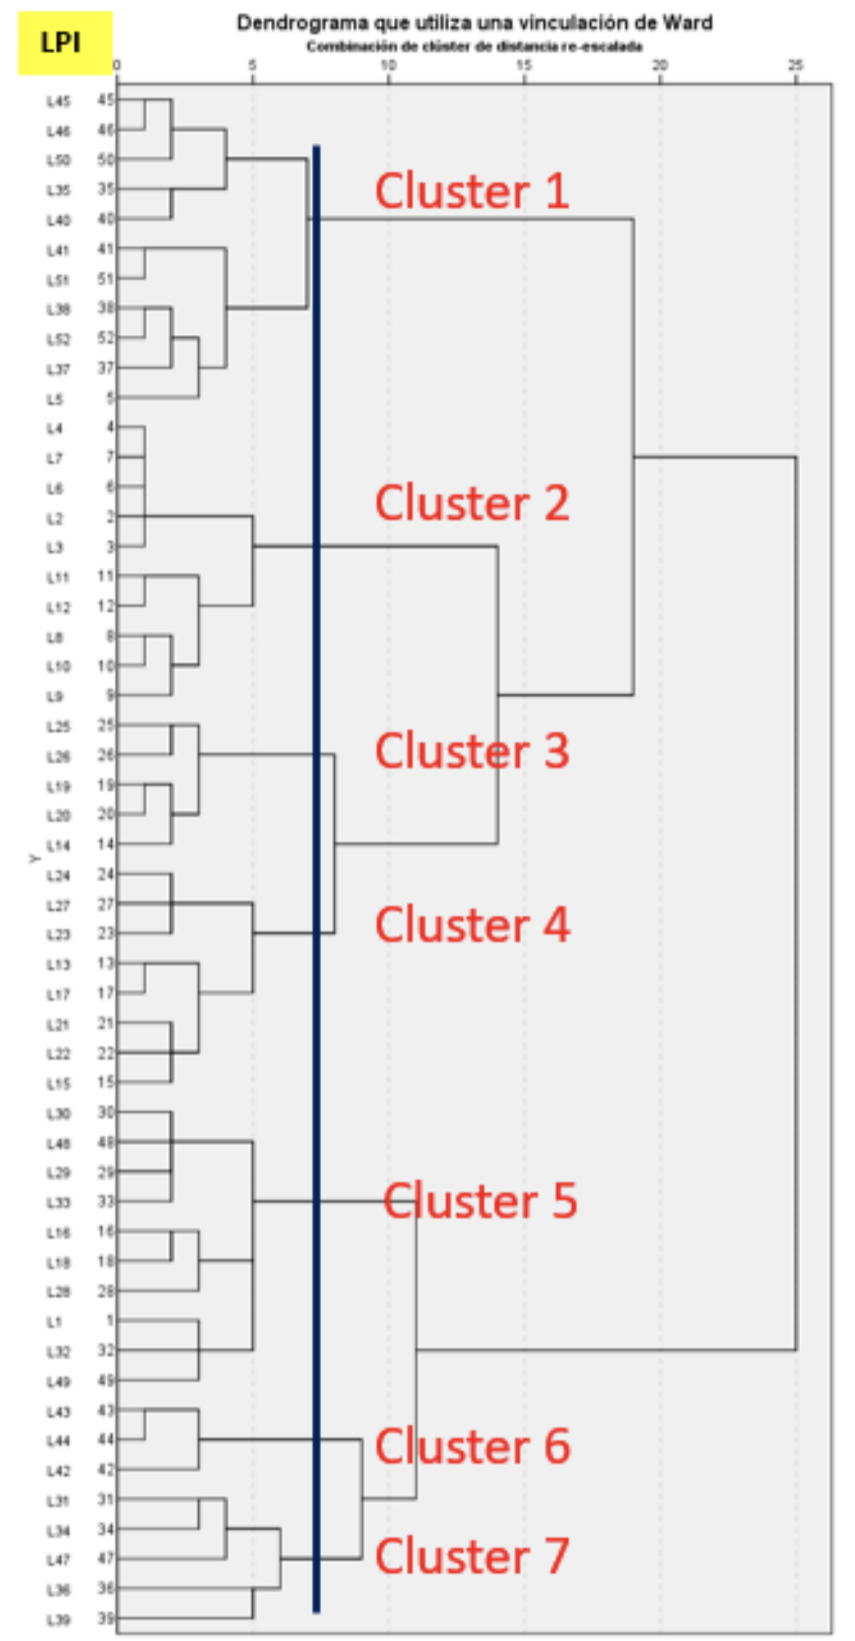 LPI
Dendrograma que utiliza una vinculación de Ward
Combinación de clúster de distancia re-escalada
0 5 10 15 20 25
L45 45
L46 46
L50 50
L35 35
Cluster 1
L40 40
L41 41
L51 51
L38 38
L52 52
L37 37
L5 5
L4 4
L7 7
L6 6
Cluster 2
L2 2
L3 3
L11 11
L12 12
L8 8
L10 10
L9 9
L25 25
Cluster 3
L26 26
L19 19
L20 20
L14 14
Y
L24 24
L27 27
Cluster 4
L23 23
L13 13
L17 17
L21 21
L22 22
L15 15
L30 30
L48 48
L29 29
Cluster 5
L33 33
L16 16
L18 18
L28 28
L1 1
L32 32
L49 49
L43 43
Cluster 6
L44 44
L42 42
L31 31
L34 34
Cluster 7
L47 47
L36 36
L39 39